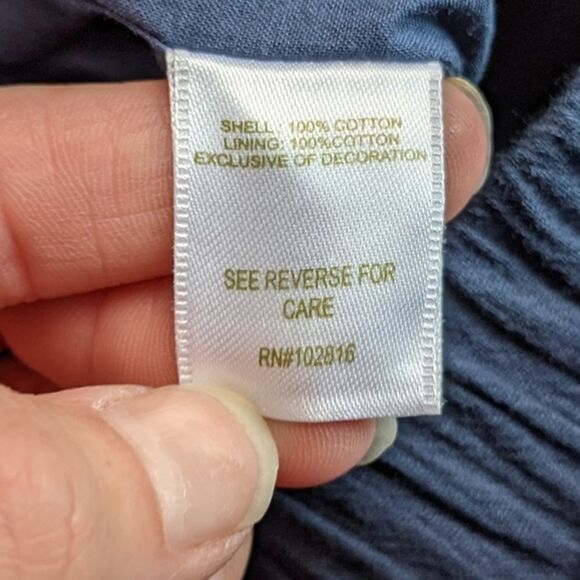 SHELL: 100% COTTON
LINING: 100%COTTON
EXCLUSIVE OF DECORATION
SEE REVERSE FOR
CARE
RN#102816